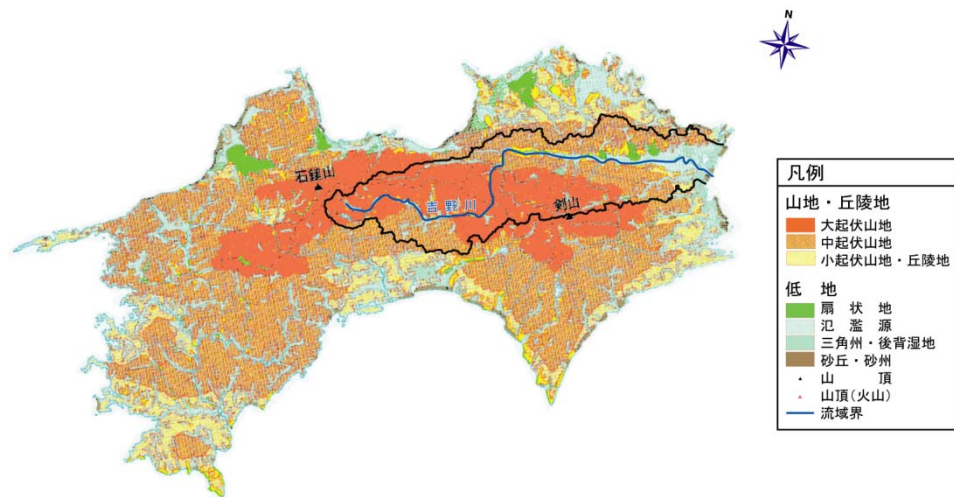 N
石鎚山
吉野川
剣山
凡例
山地・丘陵地
大起伏山地
中起伏山地
小起伏山地・丘陵地
低 地
扇 状 地
氾 濫 源
三角州・後背湿地
砂丘・砂州
山 頂
山頂(火山)
流域界